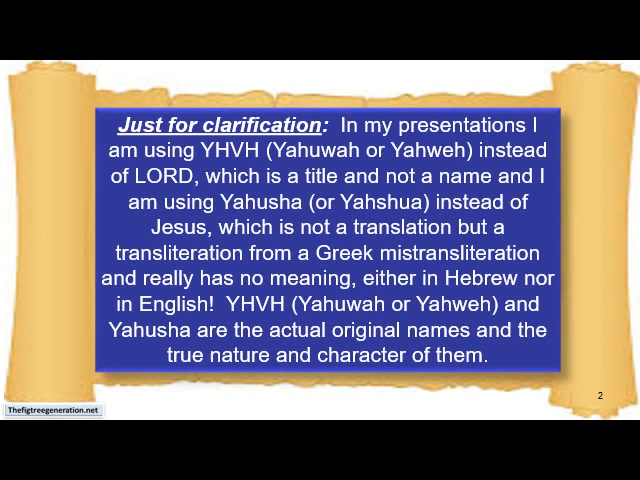 Just for clarification: In my presentations I
am using YHVH (Yahuwah or Yahweh) instead
of LORD, which is a title and not a name and I
am using Yahusha (or Yahshua) instead of
Jesus, which is not a translation but a
transliteration from a Greek mistransliteration
and really has no meaning, either in Hebrew nor
in English! YHVH (Yahuwah or Yahweh) and
Yahusha are the actual original names and the
true nature and character of them.
2
Thefigtreegeneration.net